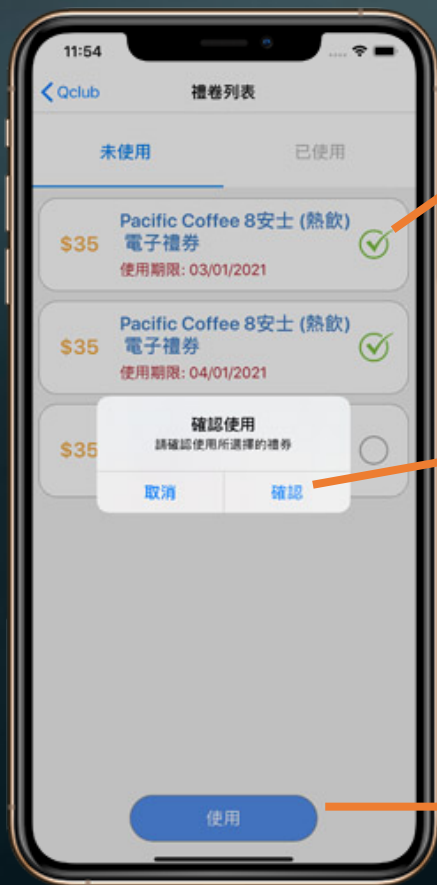 11:54
Qclub
禮卷列表
未使用
已使用
$35
Pacific Coffee 8安士 (熱飲)
電子禮券
使用期限: 03/01/2021
$35
Pacific Coffee 8安士 (熱飲)
電子禮券
使用期限: 04/01/2021
$35
確認使用
請確認使用所選擇的禮券
取消
確認
使用